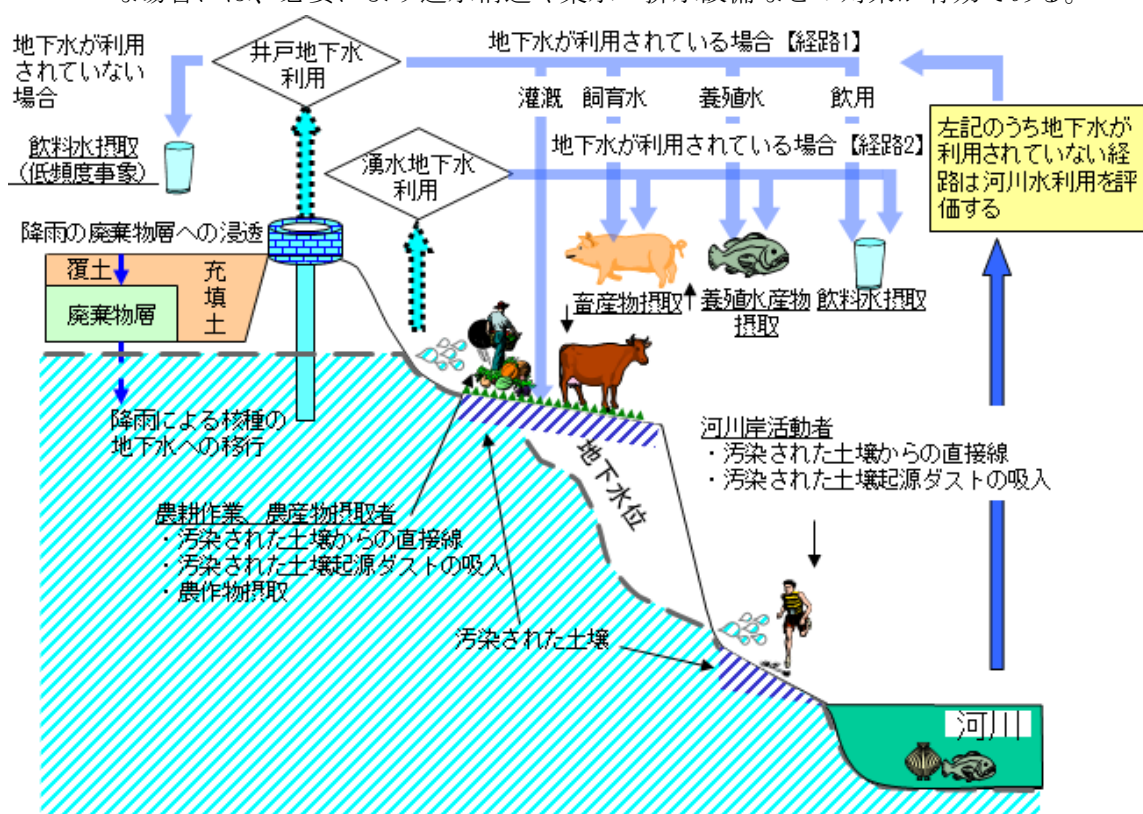 地下水が利用
されていない
場合
井戸地下水
利用
地下水が利用されている場合【経路1】
灌漑 飼育水 養殖水 飲用
地下水が利用されている場合【経路2】
飲料水摂取
(低頻度事象)
湧水地下水
利用
左記のうち地下水が
利用されていない経
路は河川水利用を評
価する
降雨の廃棄物層への浸透
覆土
充填土
廃棄物層
畜産物摂取
養殖水産物
摂取
飲料水摂取
降雨による核種の
地下水への移行
地下水位
河川岸活動者
・汚染された土壌からの直接線
・汚染された土壌起源ダストの吸入
農耕作業、農産物摂取者
・汚染された土壌からの直接線
・汚染された土壌起源ダストの吸入
・農作物摂取
汚染された土壌
河川